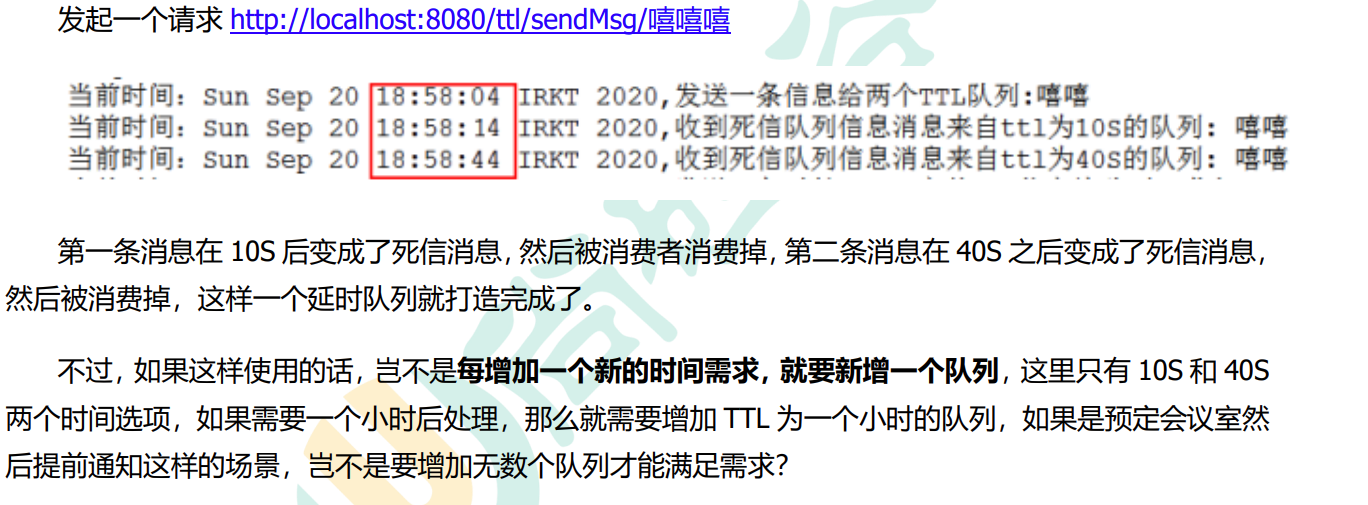 发起一个请求 http://localhost:8080/ttl/sendMsg/嘻嘻嘻
当前时间：Sun Sep 20 18:58:04 IRKT 2020,发送一条信息给两个TTL队列:嘻嘻
当前时间：Sun Sep 20 18:58:14 IRKT 2020,收到死信队列信息消息来自ttl为10S的队列: 嘻嘻
当前时间：Sun Sep 20 18:58:44 IRKT 2020,收到死信队列信息消息来自ttl为40S的队列: 嘻嘻
第一条消息在 10S 后变成了死信消息，然后被消费者消费掉，第二条消息在 40S 之后变成了死信消息，
然后被消费掉，这样一个延时队列就打造完成了。
不过，如果这样使用的话，岂不是每增加一个新的时间需求，就要新增一个队列，这里只有 10S 和 40S
两个时间选项，如果需要一个小时后处理，那么就需要增加 TTL 为一个小时的队列，如果是预定会议室然
后提前通知这样的场景，岂不是要增加无数个队列才能满足需求？